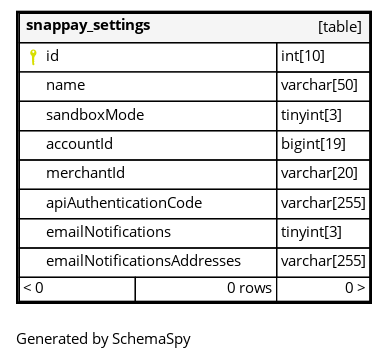 snappay_settings [table]
id int[10]
name varchar[50]
sandboxMode tinyint[3]
accountId bigint[19]
merchantId varchar[20]
apiAuthenticationCode varchar[255]
emailNotifications tinyint[3]
emailNotificationsAddresses varchar[255]
< 0 0 rows 0 >
Generated by SchemaSpy